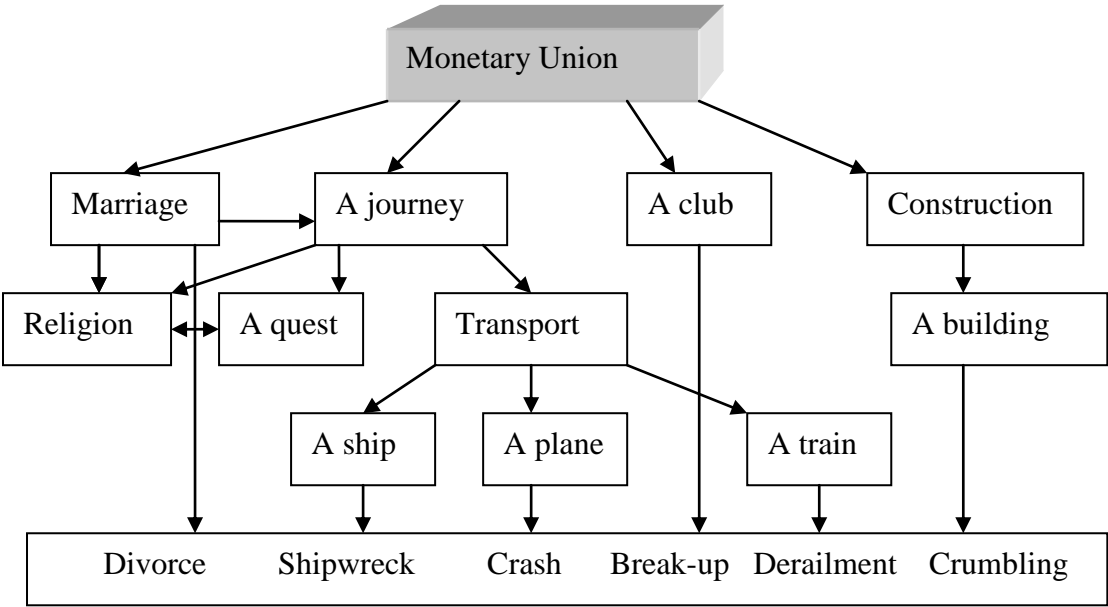 Monetary Union
Marriage
A journey
A club
Construction
Religion
A quest
Transport
A building
A ship
A plane
A train
Divorce Shipwreck Crash Break-up Derailment Crumbling